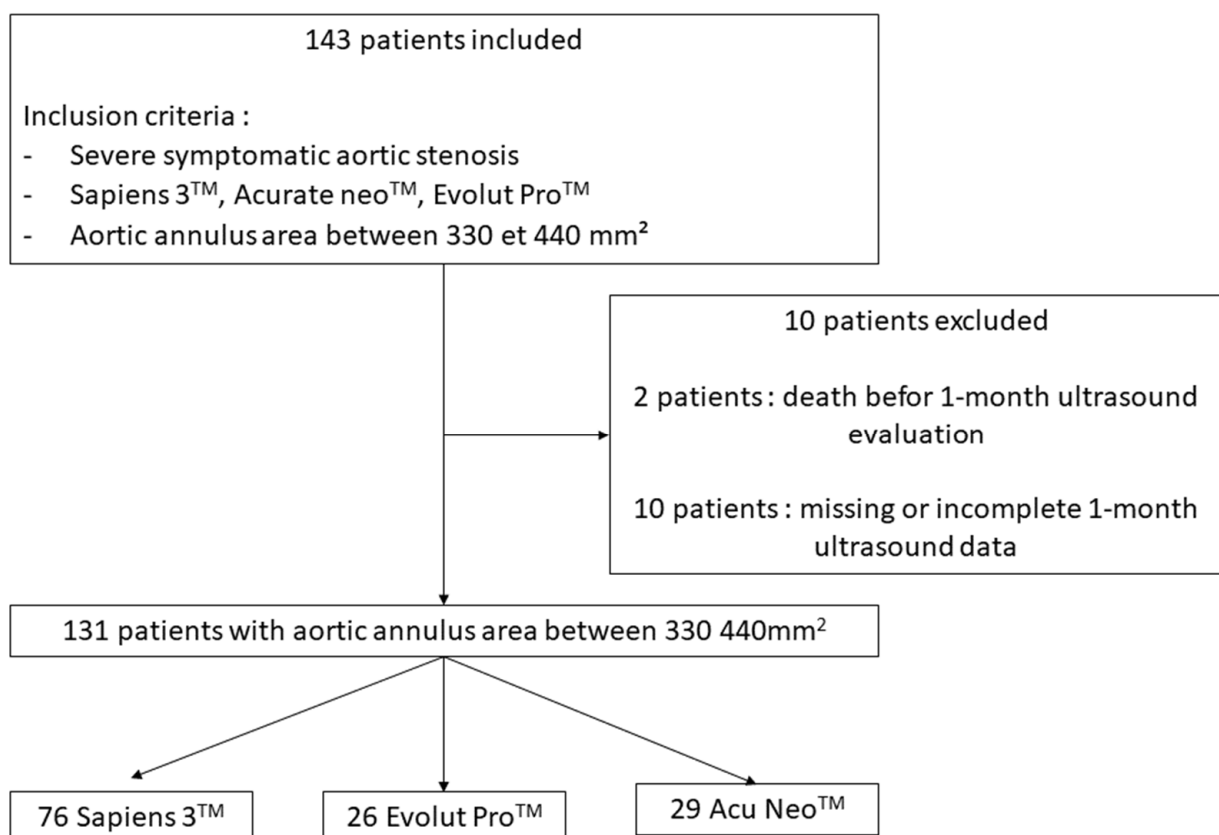 143 patients included
Inclusion criteria :
- Severe symptomatic aortic stenosis
- Sapiens 3™, Acurate neo™, Evolut Pro™
- Aortic annulus area between 330 et 440 mm²
10 patients excluded
2 patients : death befor 1-month ultrasound
evaluation
10 patients : missing or incomplete 1-month
ultrasound data
131 patients with aortic annulus area between 330 440mm²
76 Sapiens 3™
26 Evolut Pro™
29 Acu Neo™